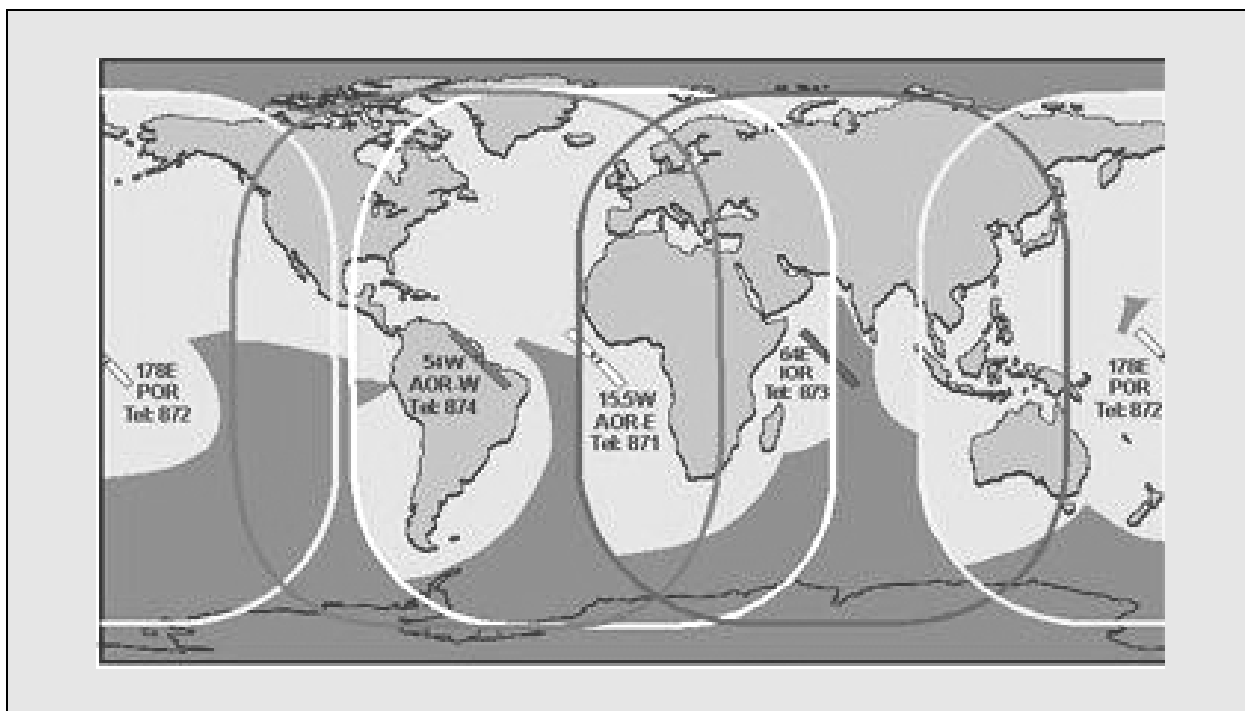 178E
POR
Tel: 872
54W
AOR-W
Tel: 874
15.5W
AOR-E
Tel: 871
64E
IOR
Tel: 873
178E
POR
Tel: 872